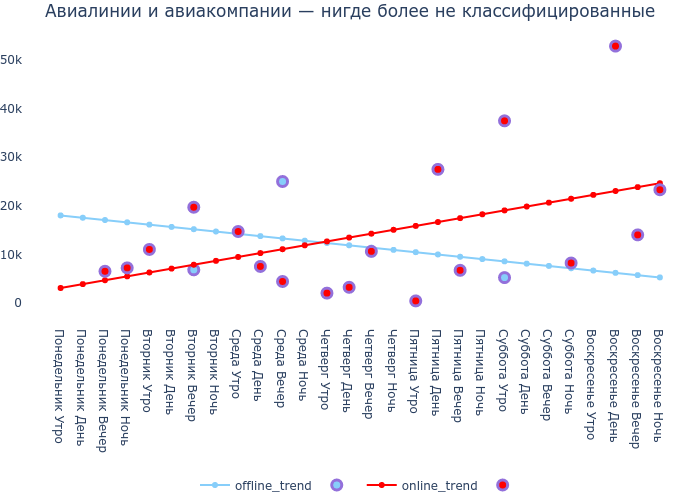 Авиалинии и авиакомпании — нигде более не классифицированные
50k
40k
30k
20k
10k
0
Понедельник Утро
Понедельник День
Понедельник Вечер
Понедельник Ночь
Вторник Утро
Вторник День
Вторник Вечер
Вторник Ночь
Среда Утро
Среда День
Среда Вечер
Среда Ночь
Четверг Утро
Четверг День
Четверг Вечер
Четверг Ночь
Пятница Утро
Пятница День
Пятница Вечер
Пятница Ночь
Суббота Утро
Суббота День
Суббота Вечер
Суббота Ночь
Воскресенье Утро
Воскресенье День
Воскресенье Вечер
Воскресенье Ночь
offline_trend online_trend